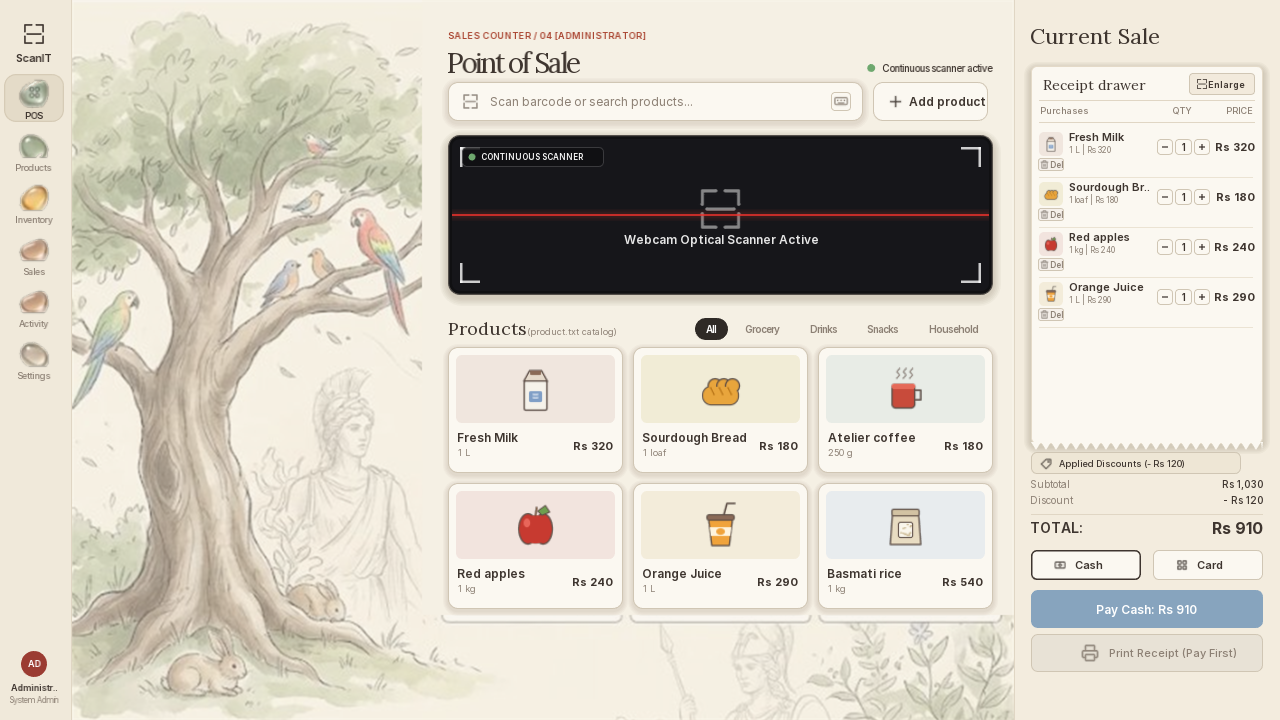 ScanIT
POS
Products
Inventory
Sales
Activity
Settings
AD
Administr..
System Admin
SALES COUNTER / 04 [ADMINISTRATOR]
Point of Sale
Continuous scanner active
Scan barcode or search products...
Add product
CONTINUOUS SCANNER
Webcam Optical Scanner Active
Products (product.txt catalog)
All
Grocery
Drinks
Snacks
Household
Fresh Milk
1 L
Rs 320
Sourdough Bread
1 loaf
Rs 180
Atelier coffee
250 g
Rs 180
Red apples
1 kg
Rs 240
Orange Juice
1 L
Rs 290
Basmati rice
1 kg
Rs 540
Current Sale
Receipt drawer
Enlarge
Purchases QTY PRICE
Fresh Milk
1 L | Rs 320
1
Rs 320
Del
Sourdough Br..
1 loaf | Rs 180
1
Rs 180
Del
Red apples
1 kg | Rs 240
1
Rs 240
Del
Orange Juice
1 L | Rs 290
1
Rs 290
Del
Applied Discounts (- Rs 120)
Subtotal Rs 1,030
Discount - Rs 120
TOTAL: Rs 910
Cash
Card
Pay Cash: Rs 910
Print Receipt (Pay First)